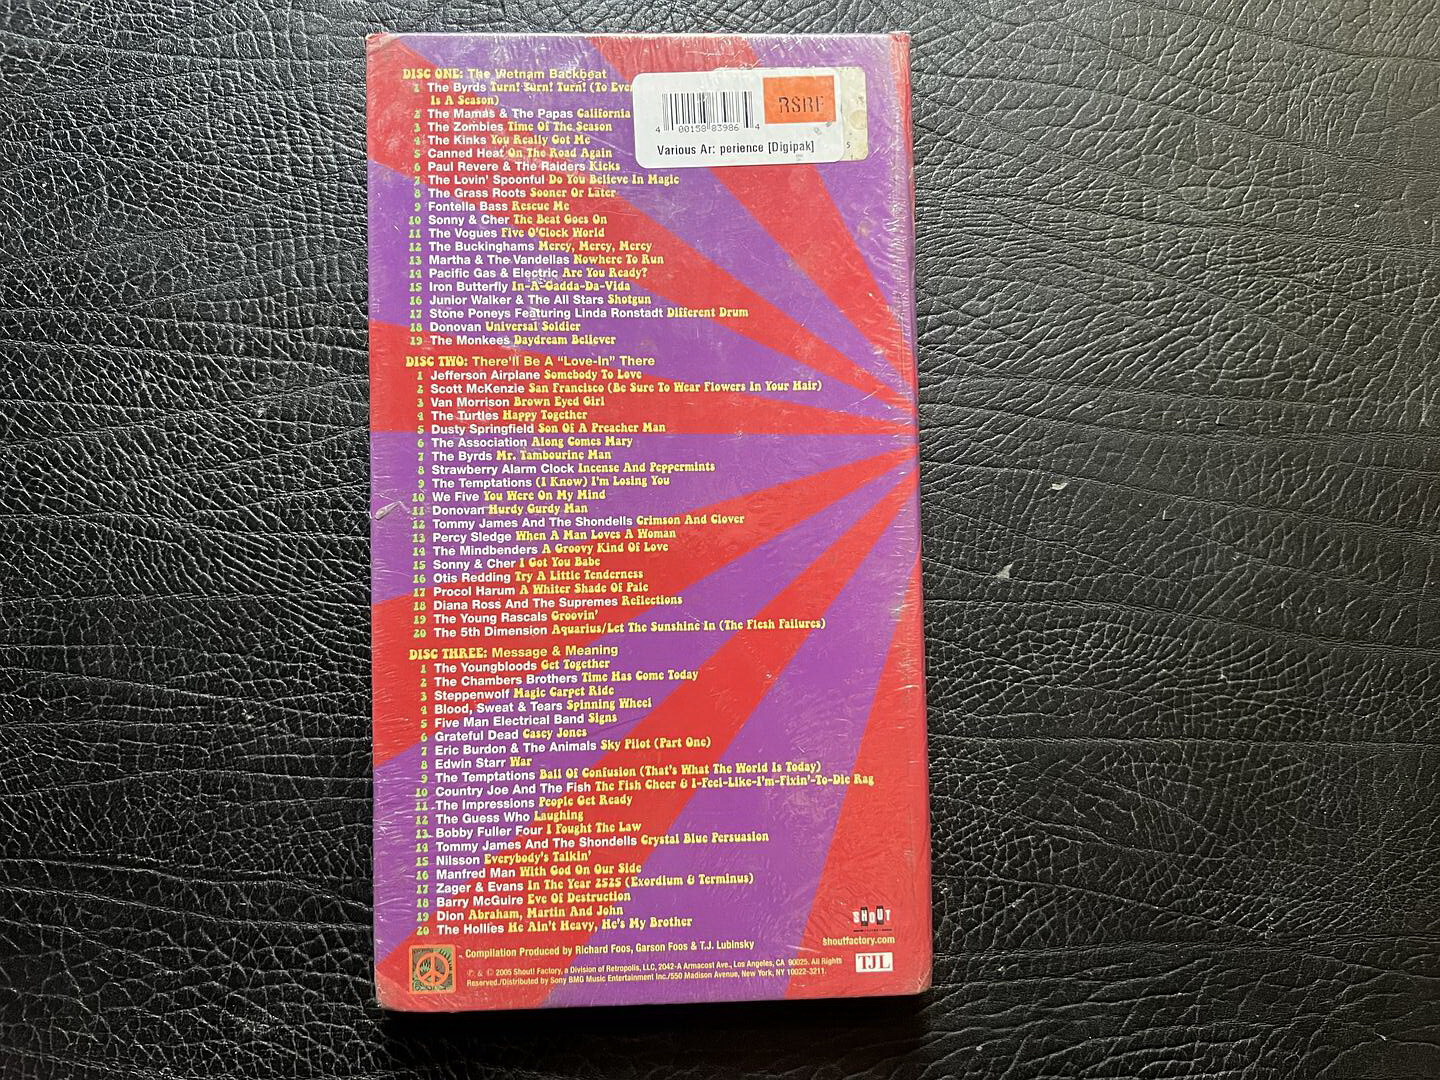 DISC ONE: The Vietnam Backbeat
1 The Byrds Turn! Turn! Turn! (To Ever
Is A Season)
2 The Mamas & The Papas California
3 The Zombies Time Of The Season
4 The Kinks You Really Got Me
5 Canned Heat On The Road Again
6 Paul Revere & The Raiders Kicks
7 The Lovin' Spoonful Do You Believe In Magic
8 The Grass Roots Sooner Or Later
9 Fontella Bass Rescue Me
10 Sonny & Cher The Beat Goes On
11 The Vogues Five O'Clock World
12 The Buckinghams Mercy, Mercy, Mercy
13 Martha & The Vandellas Nowhere To Run
14 Pacific Gas & Electric Are You Ready?
15 Iron Butterfly In-A-Gadda-Da-Vida
16 Junior Walker & The All Stars Shotgun
17 Stone Poneys Featuring Linda Ronstadt Different Drum
18 Donovan Universal Soldier
19 The Monkees Daydream Believer
RSRF
4 00158 83986 4
Various Ar: perience [Digipak]
5
DISC TWO: There'll Be A "Love-In" There
1 Jefferson Airplane Somebody To Love
2 Scott McKenzie San Francisco (Be Sure To Wear Flowers In Your Hair)
3 Van Morrison Brown Eyed Girl
4 The Turtles Happy Together
5 Dusty Springfield Son Of A Preacher Man
6 The Association Along Comes Mary
7 The Byrds Mr. Tambourine Man
8 Strawberry Alarm Clock Incense And Peppermints
9 The Temptations (I Know) I'm Losing You
10 We Five You Were On My Mind
11 Donovan Hurdy Gurdy Man
12 Tommy James And The Shondells Crimson And Clover
13 Percy Sledge When A Man Loves A Woman
14 The Mindbenders A Groovy Kind Of Love
15 Sonny & Cher I Got You Babe
16 Otis Redding Try A Little Tenderness
17 Procol Harum A Whiter Shade Of Pale
18 Diana Ross And The Supremes Reflections
19 The Young Rascals Groovin'
20 The 5th Dimension Aquarius/Let The Sunshine In (The Flesh Failures)
DISC THREE: Message & Meaning
1 The Youngbloods Get Together
2 The Chambers Brothers Time Has Come Today
3 Steppenwolf Magic Carpet Ride
4 Blood, Sweat & Tears Spinning Wheel
5 Five Man Electrical Band Signs
6 Grateful Dead Casey Jones
7 Eric Burdon & The Animals Sky Pilot (Part One)
8 Edwin Starr War
9 The Temptations Ball Of Confusion (That's What The World Is Today)
10 Country Joe And The Fish The Fish Cheer & I-Feel-Like-I'm-Fixin'-To-Die Rag
11 The Impressions People Get Ready
12 The Guess Who Laughing
13 Bobby Fuller Four I Fought The Law
14 Tommy James And The Shondells Crystal Blue Persuasion
15 Nilsson Everybody's Talkin'
16 Manfred Man With God On Our Side
17 Zager & Evans In The Year 2525 (Exordium & Terminus)
18 Barry McGuire Eve Of Destruction
19 Dion Abraham, Martin And John
20 The Hollies He Ain't Heavy, He's My Brother
SHOUT
shoutfactory.com
Compilation Produced by Richard Foos, Garson Foos & T.J. Lubinsky
℗ & © 2005 Shout! Factory, a Division of Retropolis, LLC, 2042-A Armacost Ave., Los Angeles, CA 90025. All Rights
Reserved./Distributed by Sony BMG Music Entertainment Inc./550 Madison Avenue, New York, NY 10022-3211.
TJL